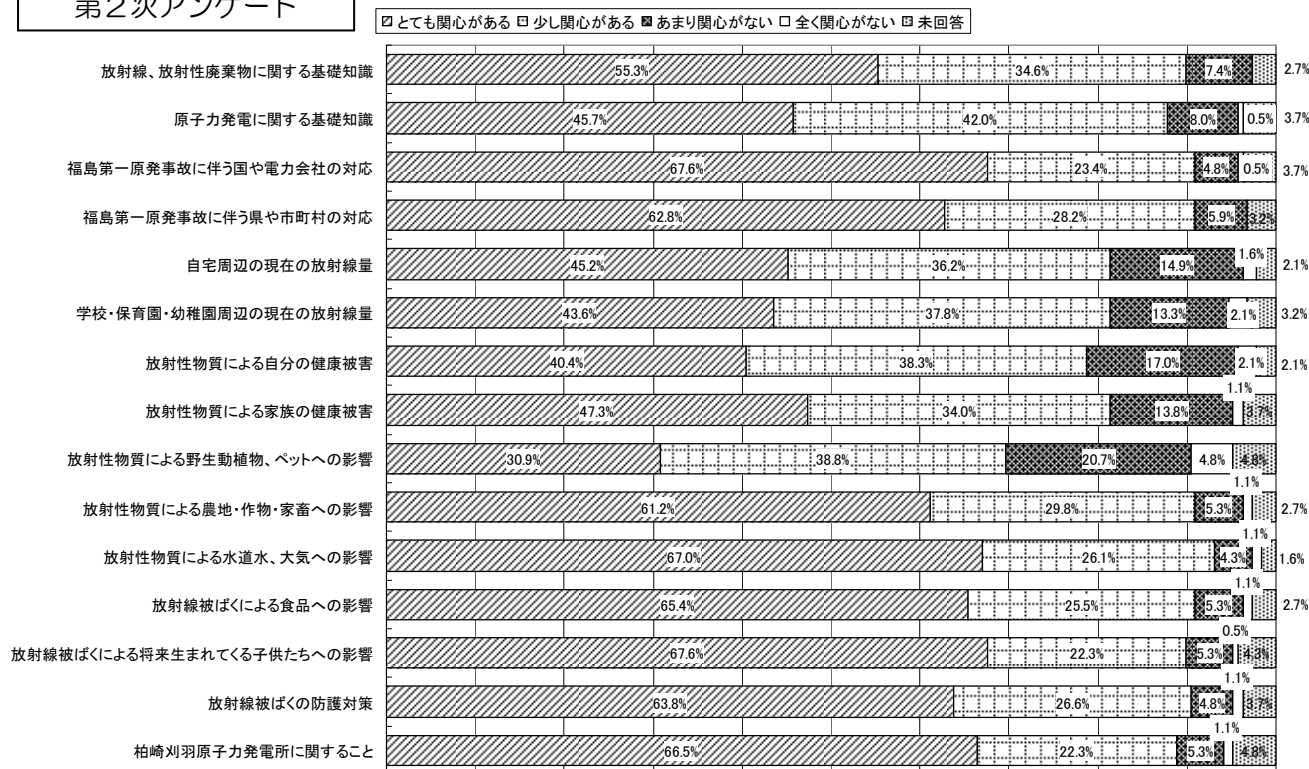 第２次アンケート
とても関心がある 少し関心がある あまり関心がない 全く関心がない 未回答
放射線、放射性廃棄物に関する基礎知識 55.3% 34.6% 7.4% 2.7%
原子力発電に関する基礎知識 45.7% 42.0% 8.0% 0.5% 3.7%
福島第一原発事故に伴う国や電力会社の対応 67.6% 23.4% 4.8% 0.5% 3.7%
福島第一原発事故に伴う県や市町村の対応 62.8% 28.2% 5.9% 3.2%
自宅周辺の現在の放射線量 45.2% 36.2% 14.9% 1.6% 2.1%
学校・保育園・幼稚園周辺の現在の放射線量 43.6% 37.8% 13.3% 2.1% 3.2%
放射性物質による自分の健康被害 40.4% 38.3% 17.0% 2.1% 2.1%
放射性物質による家族の健康被害 47.3% 34.0% 13.8% 1.1% 3.7%
放射性物質による野生動植物、ペットへの影響 30.9% 38.8% 20.7% 4.8% 4.8%
放射性物質による農地・作物・家畜への影響 61.2% 29.8% 5.3% 1.1% 2.7%
放射性物質による水道水、大気への影響 67.0% 26.1% 4.3% 1.1% 1.6%
放射線被ばくによる食品への影響 65.4% 25.5% 5.3% 1.1% 2.7%
放射線被ばくによる将来生まれてくる子供たちへの影響 67.6% 22.3% 5.3% 0.5% 4.3%
放射線被ばくの防護対策 63.8% 26.6% 4.8% 1.1% 3.7%
柏崎刈羽原子力発電所に関すること 66.5% 22.3% 5.3% 1.1% 4.8%